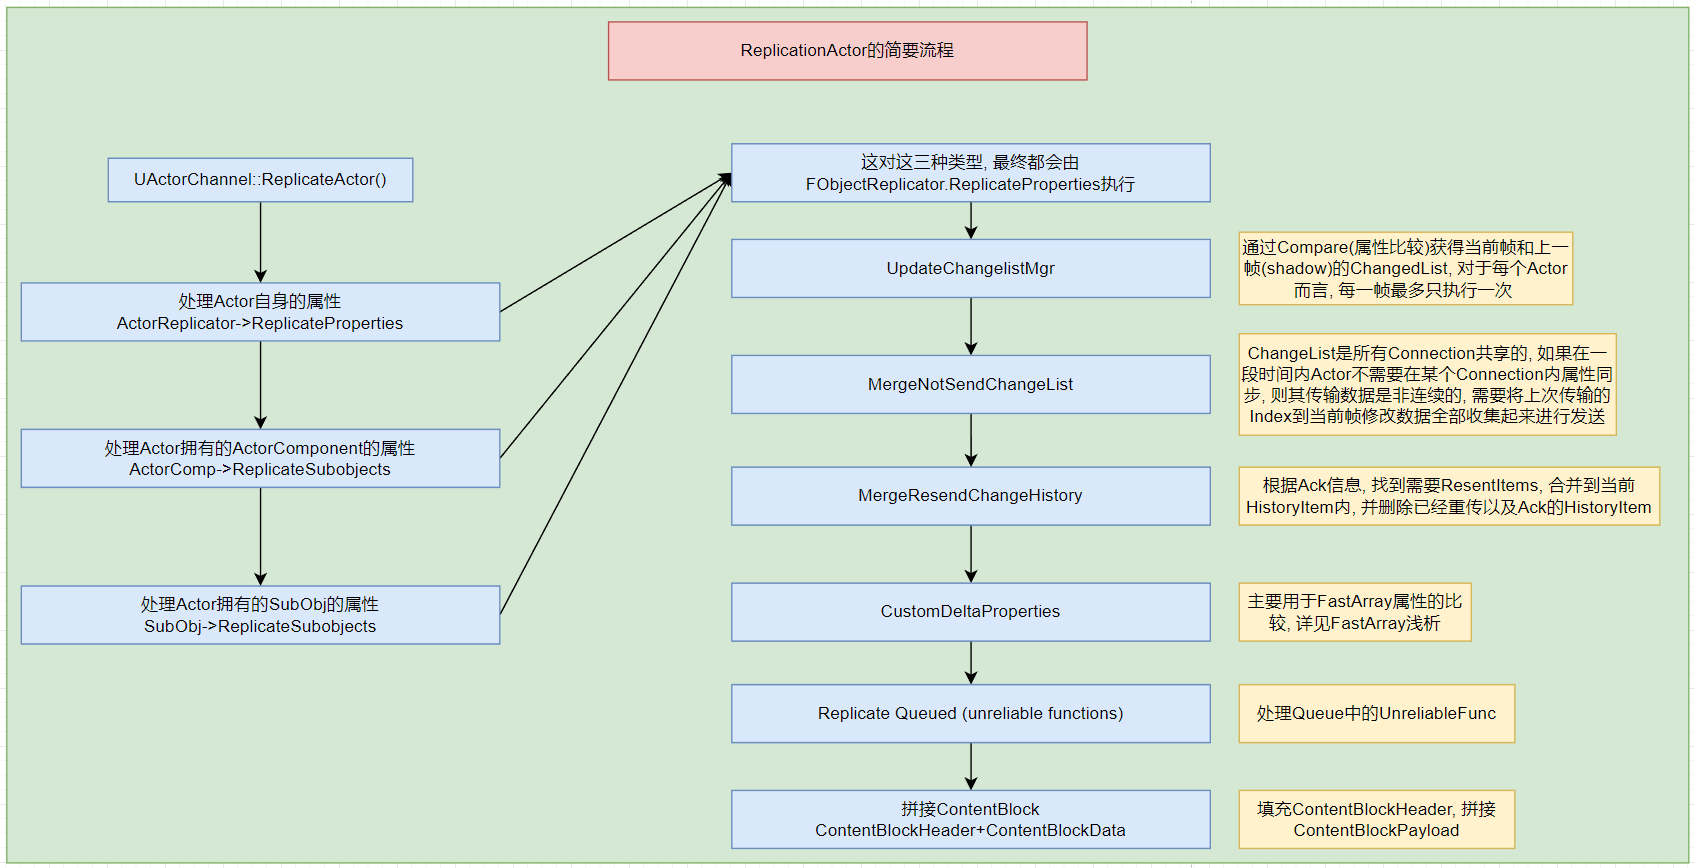 ReplicationActor的简要流程
UActorChannel::ReplicateActor()
处理Actor自身的属性
ActorReplicator->ReplicateProperties
处理Actor拥有的ActorComponent的属性
ActorComp->ReplicateSubobjects
处理Actor拥有的SubObj的属性
SubObj->ReplicateSubobjects
这对这三种类型, 最终都会由
FObjectReplicator.ReplicateProperties执行
UpdateChangelistMgr
通过Compare(属性比较)获得当前帧和上一
帧(shadow)的ChangedList, 对于每个Actor
而言, 每一帧最多只执行一次
MergeNotSendChangeList
ChangeList是所有Connection共享的, 如果在一
段时间内Actor不需要在某个Connection内属性同
步, 则其传输数据是非连续的, 需要将上次传输的
Index到当前帧修改数据全部收集起来进行发送
MergeResendChangeHistory
根据Ack信息, 找到需要ResentItems, 合并到当前
HistoryItem内, 并删除已经重传以及Ack的HistoryItem
CustomDeltaProperties
主要用于FastArray属性的比
较, 详见FastArray浅析
Replicate Queued (unreliable functions)
处理Queue中的UnreliableFunc
拼接ContentBlock
ContentBlockHeader+ContentBlockData
填充ContentBlockHeader, 拼接
ContentBlockPayload